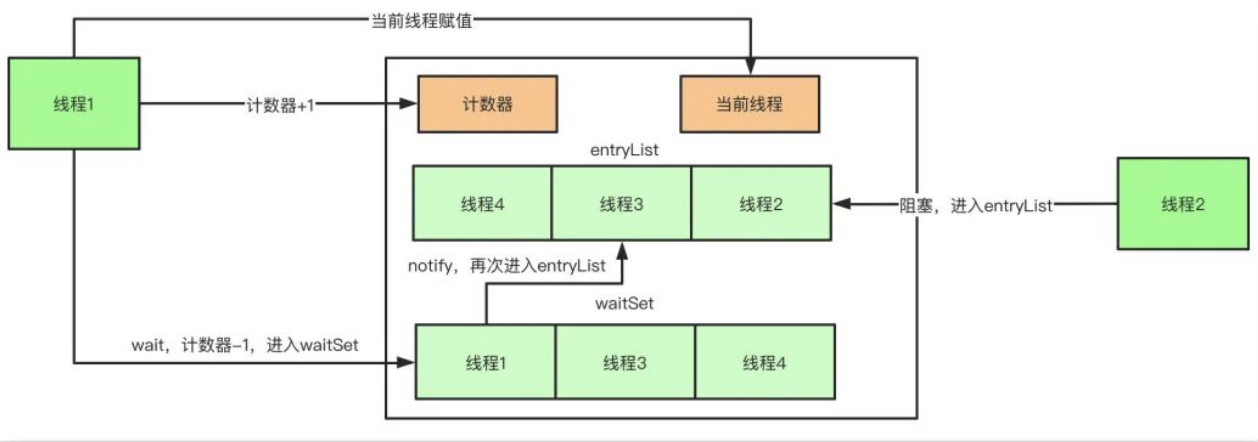 当前线程赋值
线程1
计数器+1
计数器
当前线程
entryList
线程4
线程3
线程2
阻塞，进入entryList
线程2
notify，再次进入entryList
waitSet
wait，计数器-1，进入waitSet
线程1
线程3
线程4